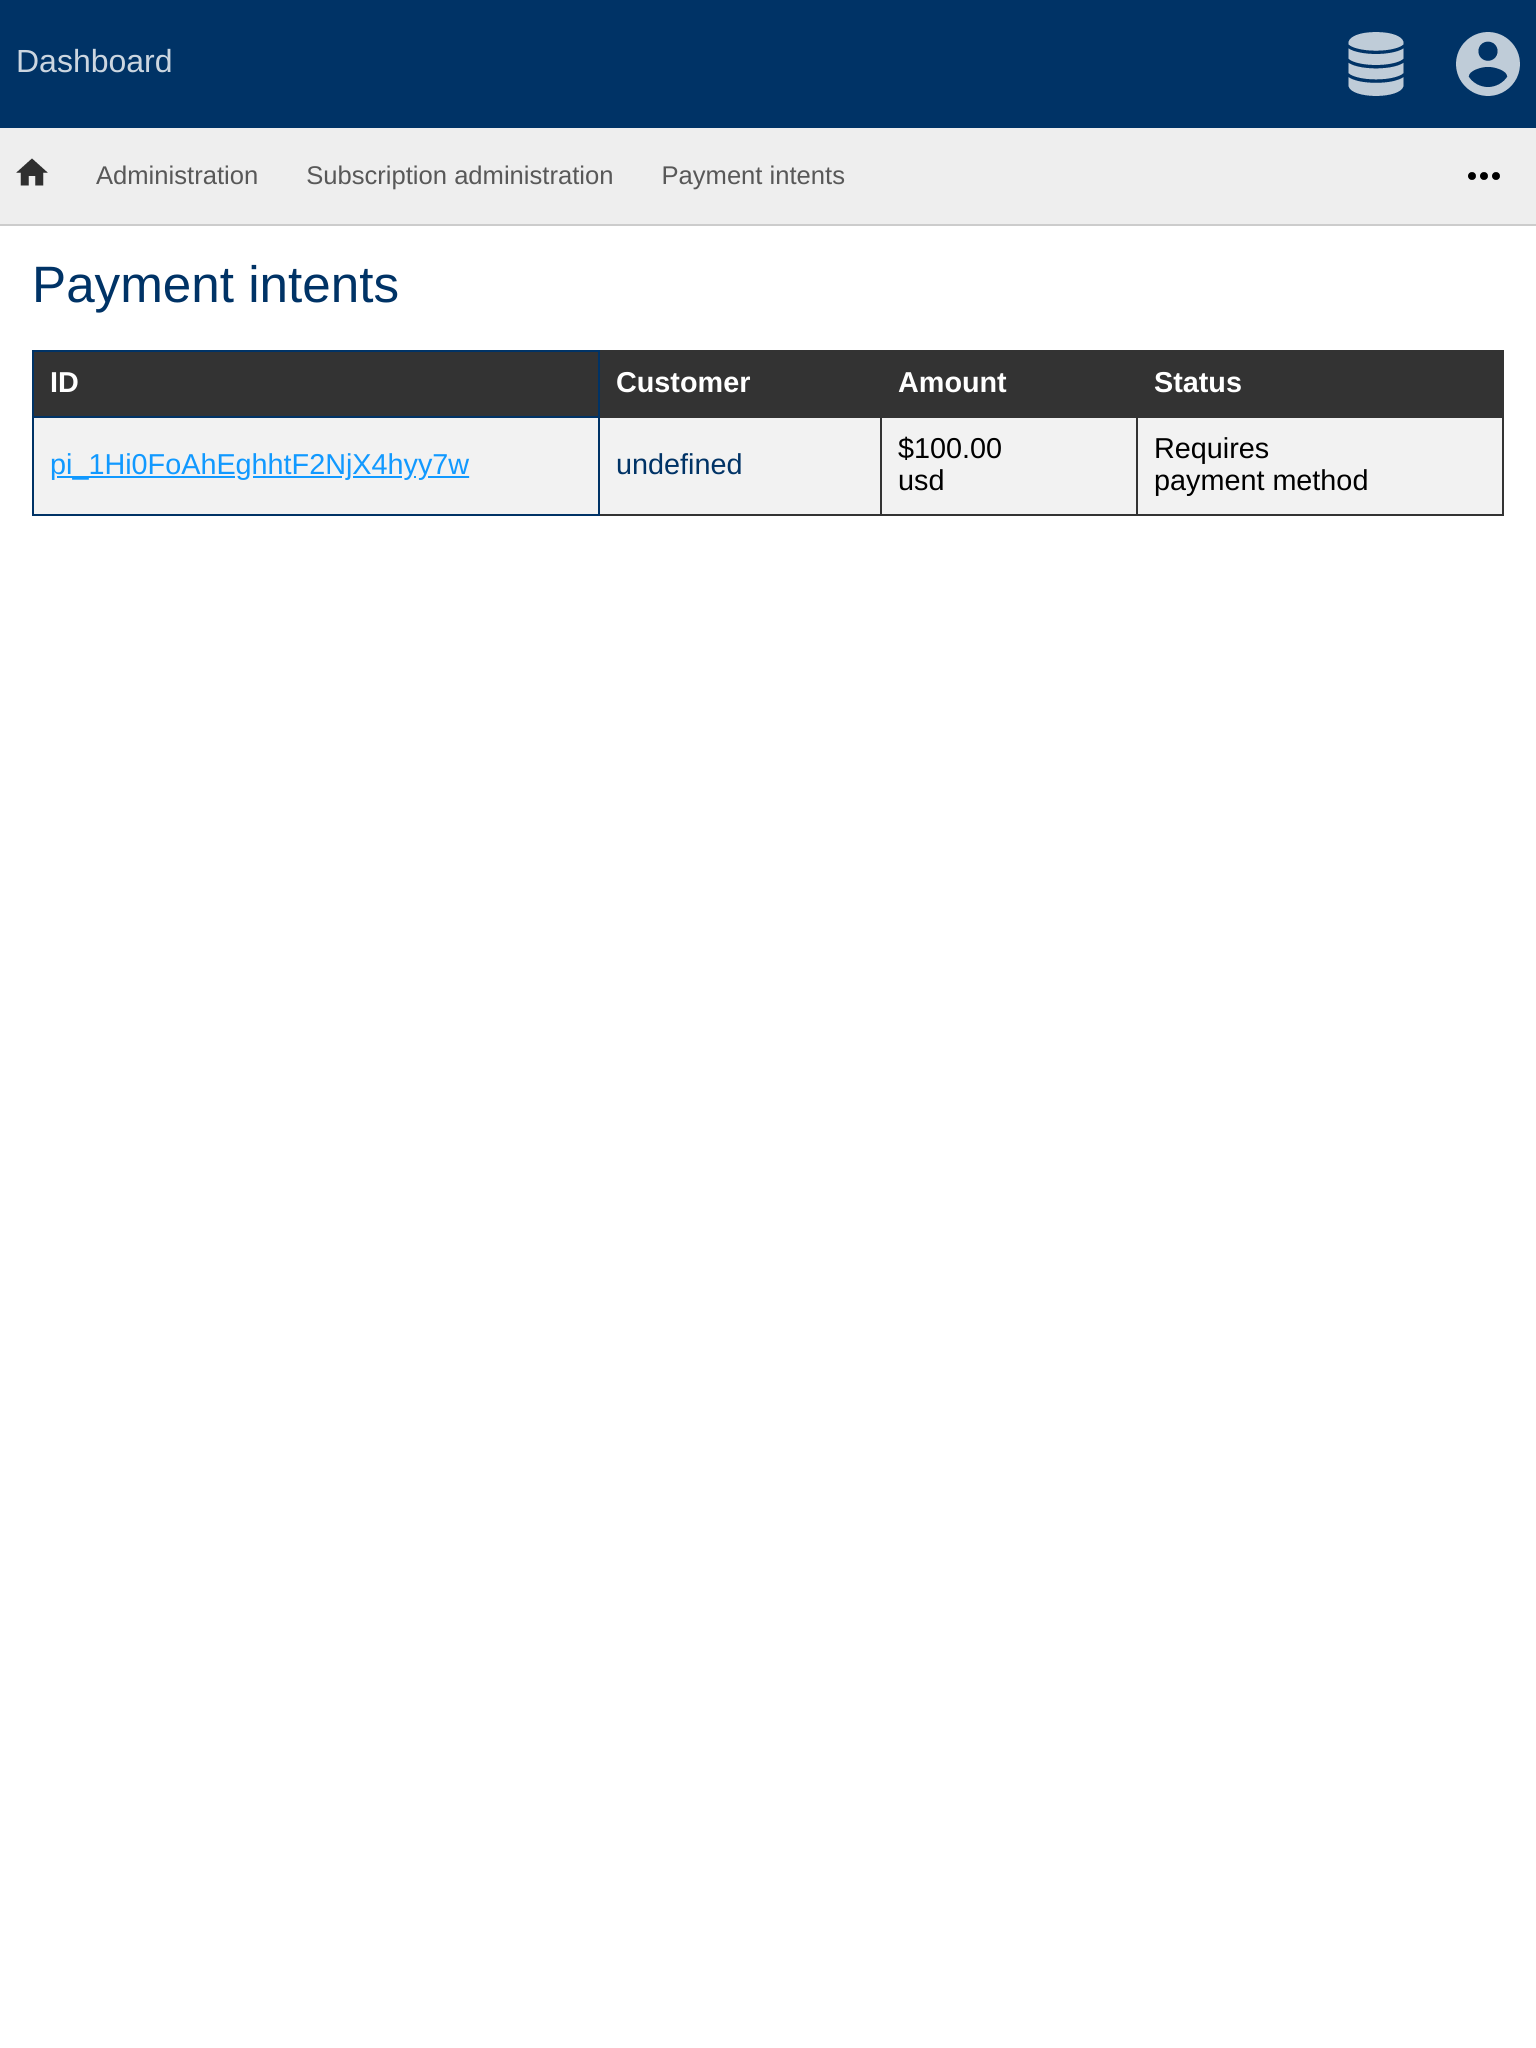 Dashboard
Administration Subscription administration Payment intents
Payment intents
ID Customer Amount Status
pi_1Hi0FoAhEghhtF2NjX4hyy7w undefined $100.00 usd Requires payment method